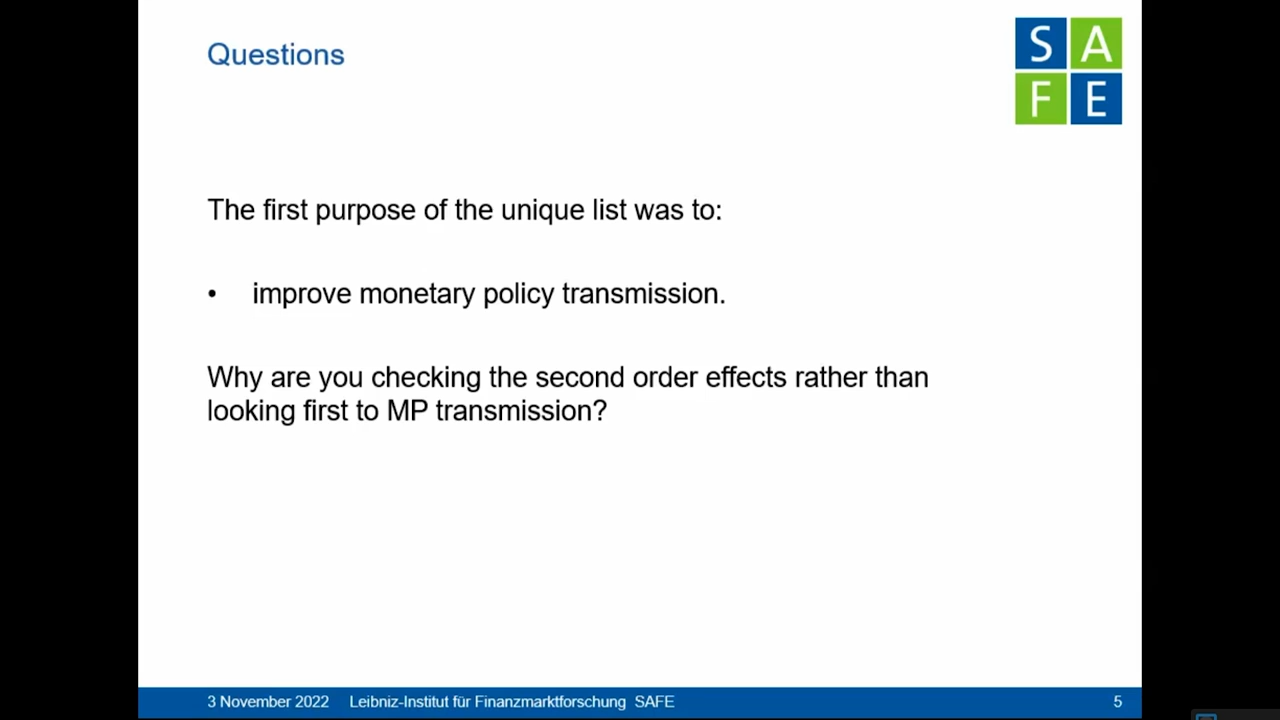 Questions
S A
F E
The first purpose of the unique list was to:
• improve monetary policy transmission.
Why are you checking the second order effects rather than
looking first to MP transmission?
3 November 2022 Leibniz-Institut für Finanzmarktforschung SAFE 5